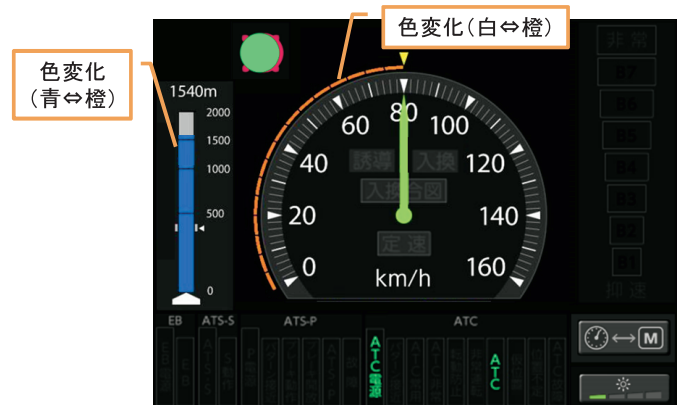 色変化(白⇔橙)
色変化
(青⇔橙)
1540m
2000
1500
1000
500
0
0
20
40
60
80
100
120
140
160
km/h
誘導
入換
入換合図
定速
非常
B7
B6
B5
B4
B3
B2
B1
抑速
EB
ATS-S
ATS-P
ATC
ATC電源
ATC
M